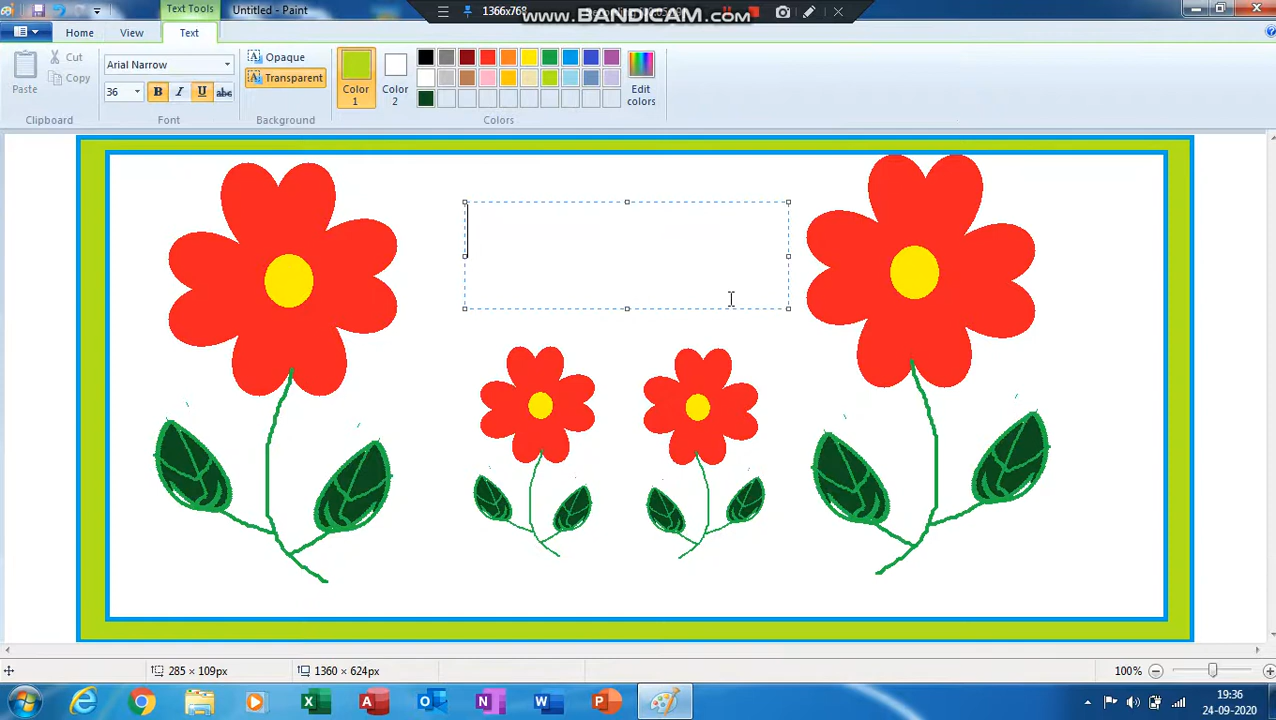 Text Tools
Untitled - Paint
1366x768
www.BANDICAM.com
Home
View
Text
Cut
Copy
Paste
Clipboard
Arial Narrow
36
B
I
U
abc
Font
Opaque
Transparent
Background
Color
1
Color
2
Edit
colors
Colors
285 × 109px
1360 × 624px
100%
19:36
24-09-2020